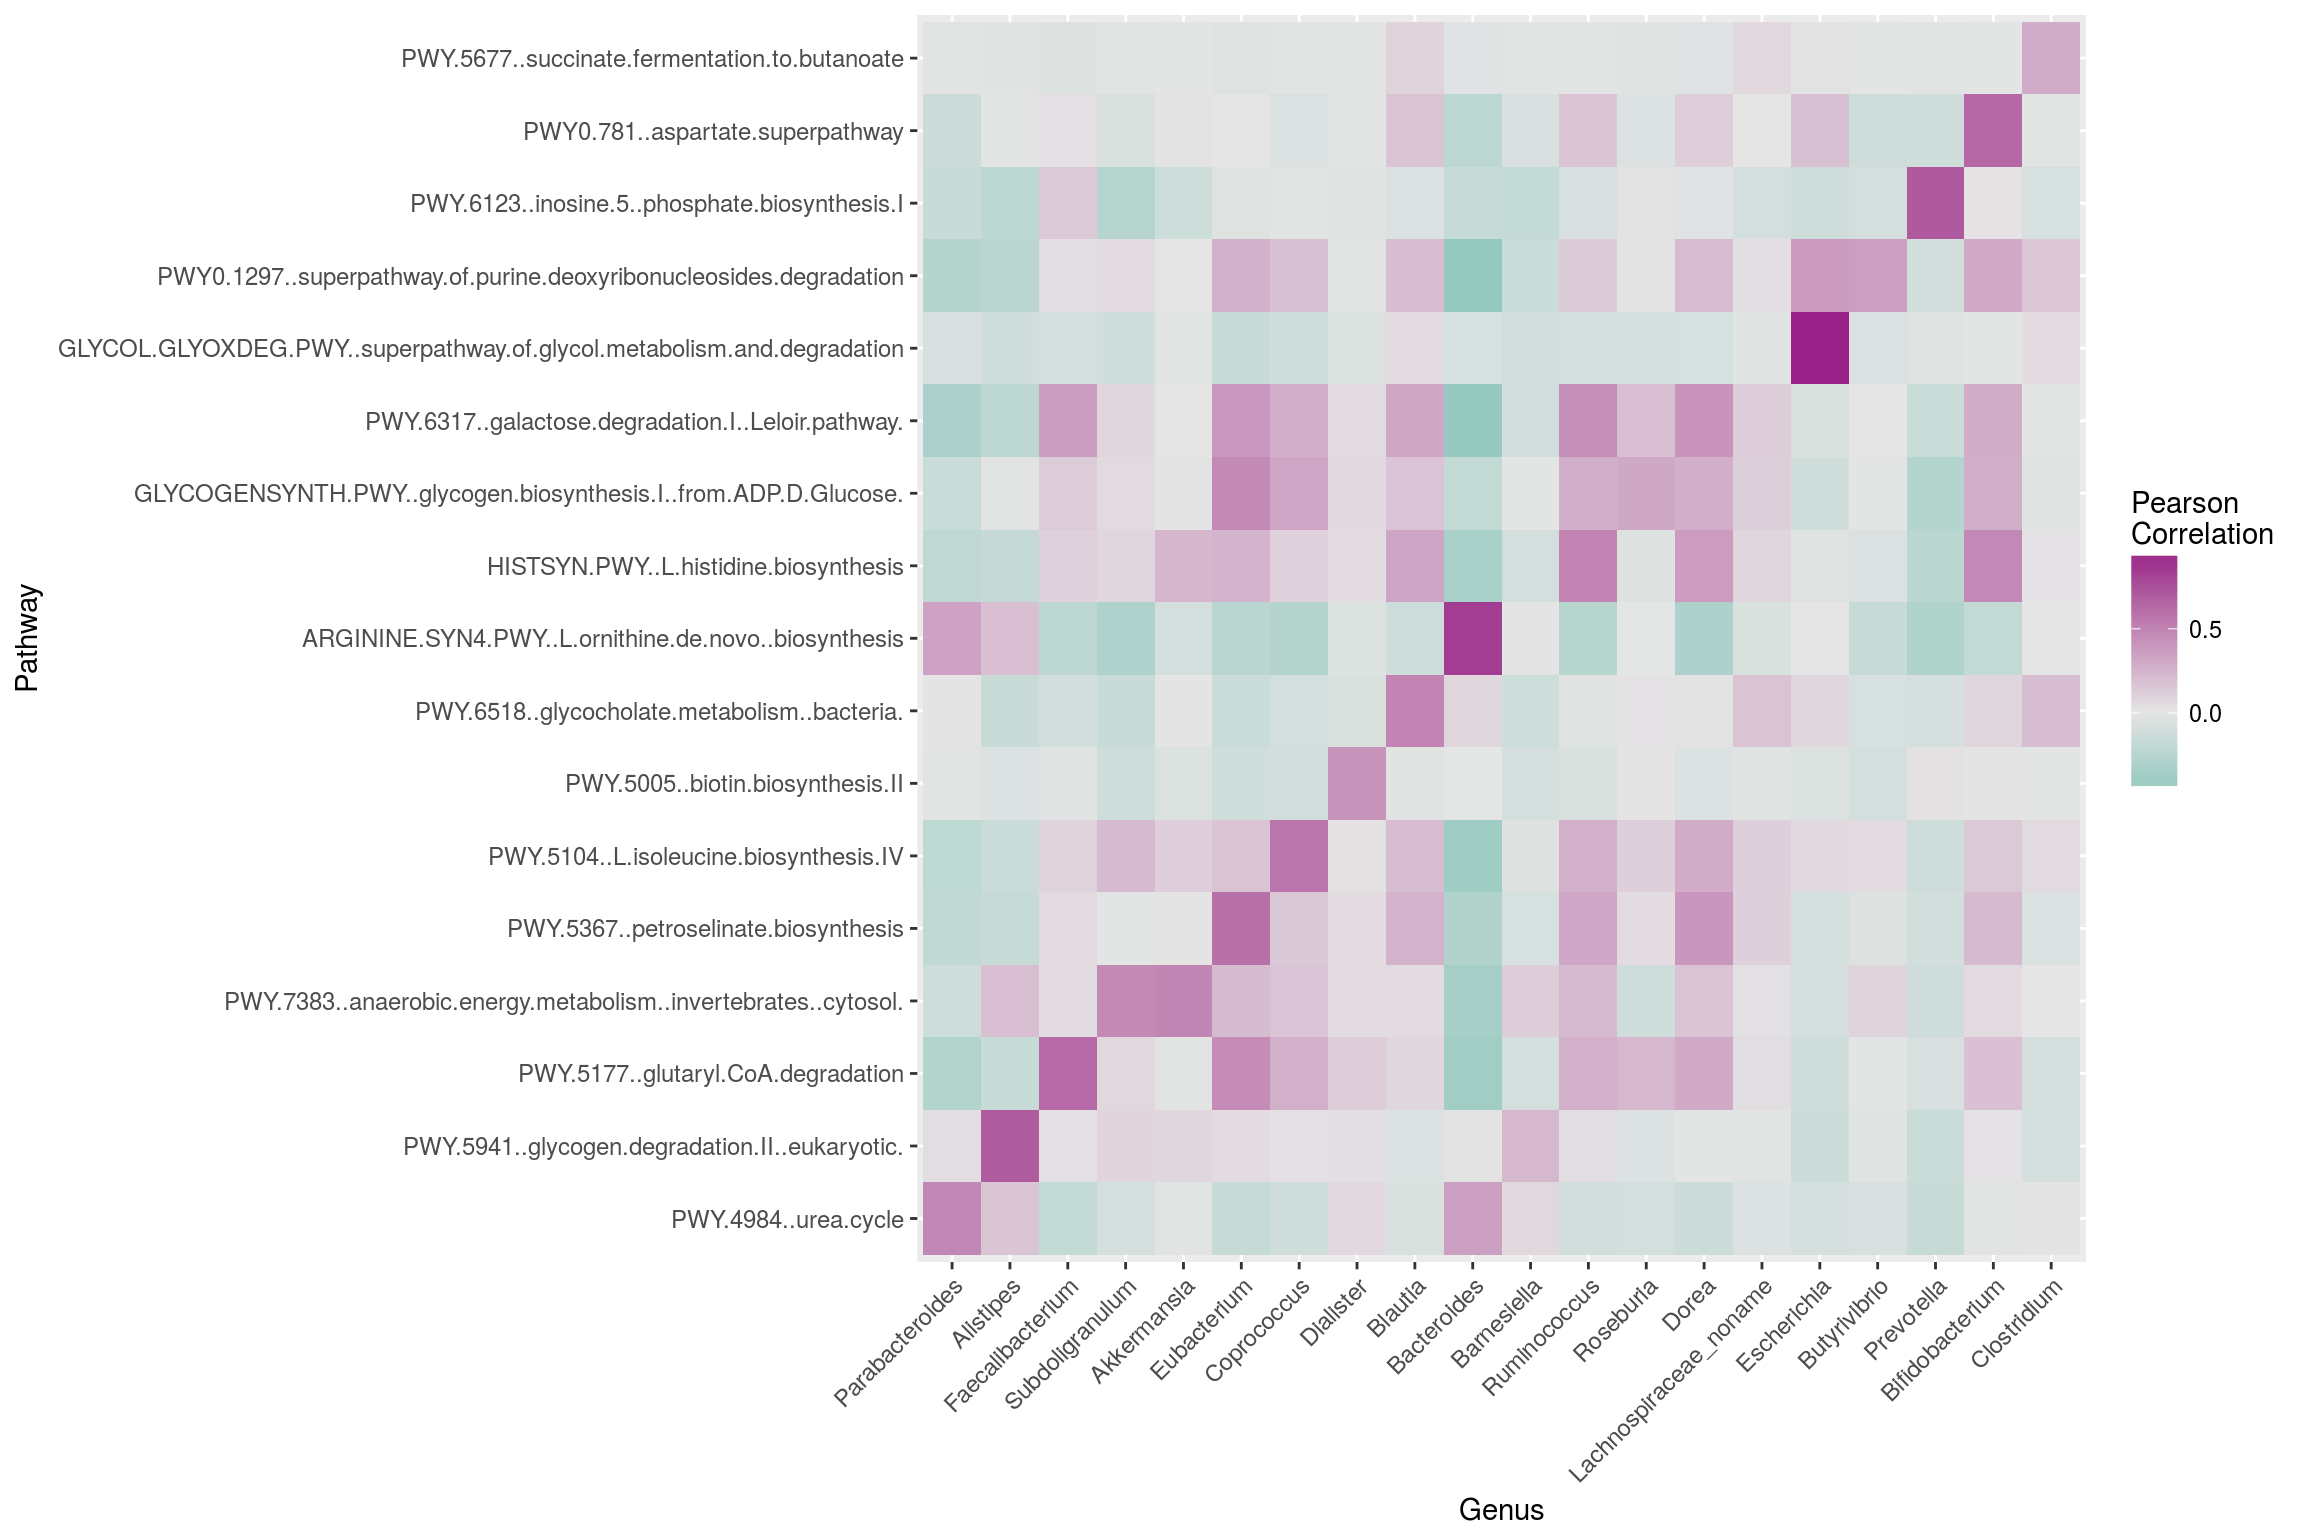 PWY.5677..succinate.fermentation.to.butanoate
PWY0.781..aspartate.superpathway
PWY.6123..inosine.5..phosphate.biosynthesis.I
PWY0.1297..superpathway.of.purine.deoxyribonucleosides.degradation
GLYCOL.GLYOXDEG.PWY..superpathway.of.glycol.metabolism.and.degradation
PWY.6317..galactose.degradation.I..Leloir.pathway.
GLYCOGENSYNTH.PWY..glycogen.biosynthesis.I..from.ADP.D.Glucose.
HISTSYN.PWY..L.histidine.biosynthesis
ARGININE.SYN4.PWY..L.ornithine.de.novo..biosynthesis
PWY.6518..glycocholate.metabolism..bacteria.
PWY.5005..biotin.biosynthesis.II
PWY.5104..L.isoleucine.biosynthesis.IV
PWY.5367..petroselinate.biosynthesis
PWY.7383..anaerobic.energy.metabolism..invertebrates..cytosol.
PWY.5177..glutaryl.CoA.degradation
PWY.5941..glycogen.degradation.II..eukaryotic.
PWY.4984..urea.cycle
Pathway
Parabacteroides
Alistipes
Faecalibacterium
Subdoligranulum
Akkermansia
Eubacterium
Coprococcus
Dialister
Blautia
Bacteroides
Barnesiella
Ruminococcus
Roseburia
Dorea
Lachnospiraceae_noname
Escherichia
Butyrivibrio
Prevotella
Bifidobacterium
Clostridium
Genus
Pearson
Correlation
0.5
0.0